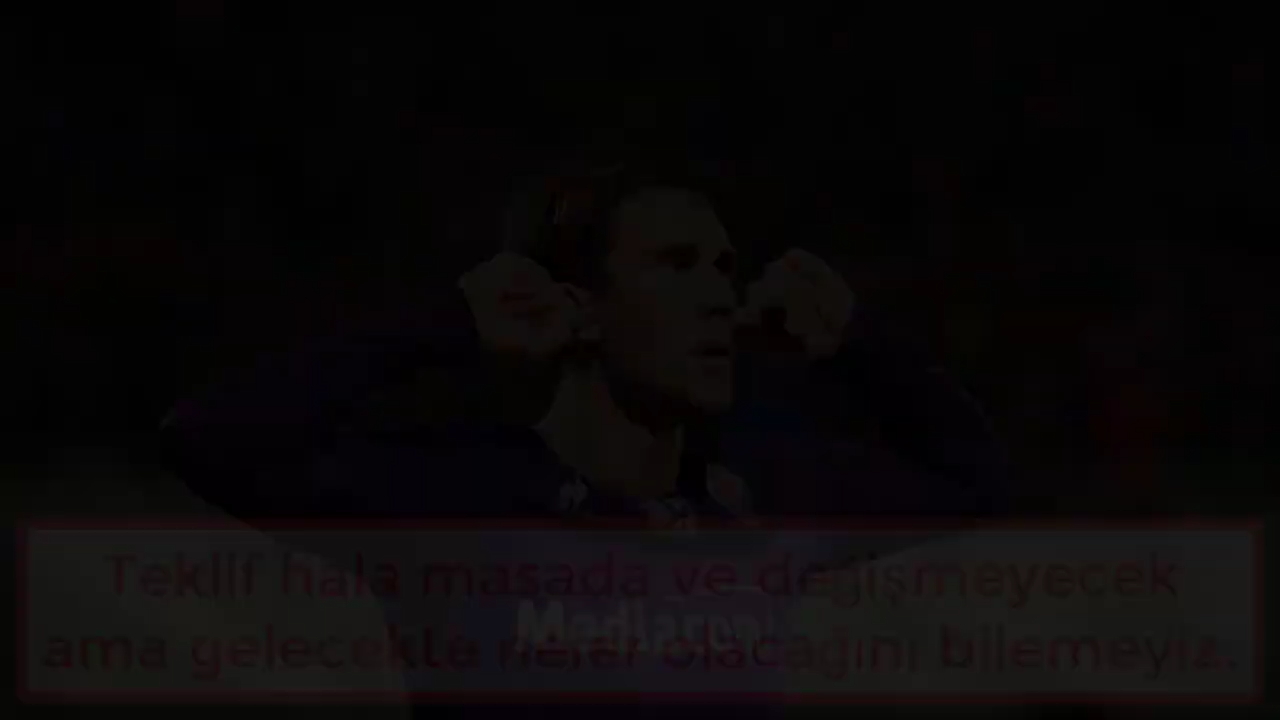 Teklif hala masada ve değişmeyecek
ama gelecekte neler olacağını bilemeyiz.